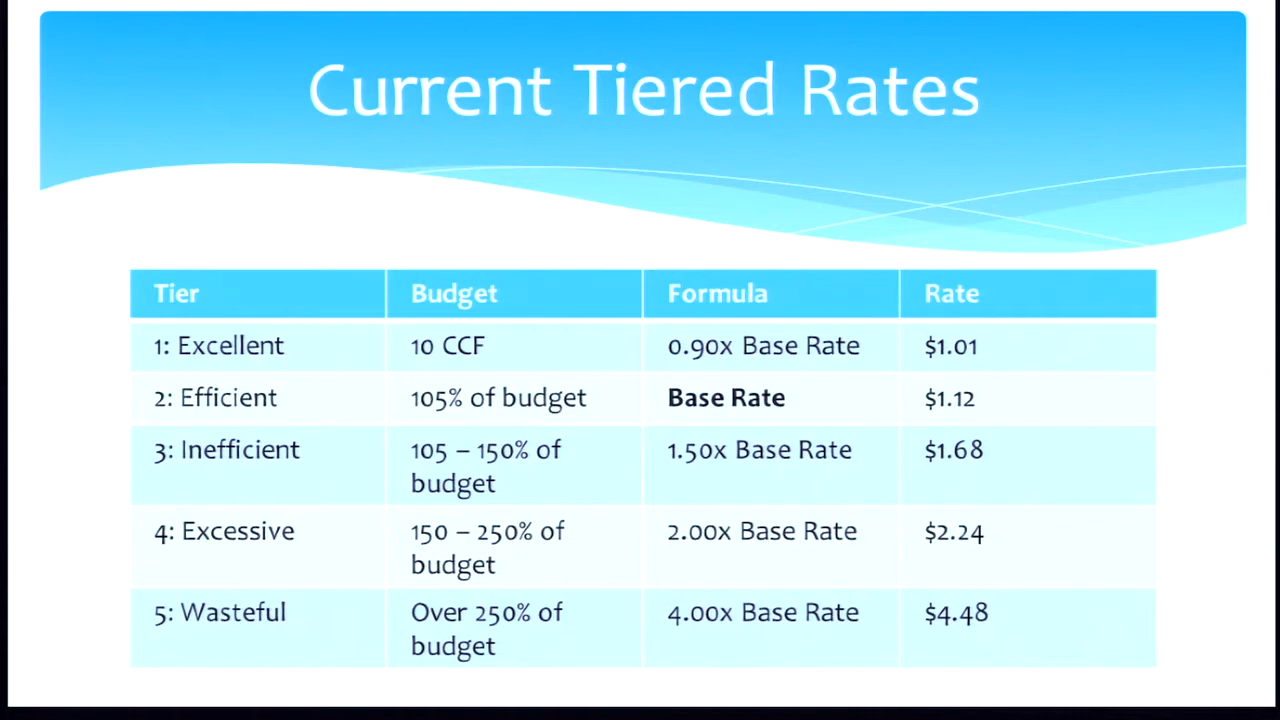 Current Tiered Rates
Tier Budget Formula Rate
1: Excellent 10 CCF 0.90x Base Rate $1.01
2: Efficient 105% of budget Base Rate $1.12
3: Inefficient 105 – 150% of budget 1.50x Base Rate $1.68
4: Excessive 150 – 250% of budget 2.00x Base Rate $2.24
5: Wasteful Over 250% of budget 4.00x Base Rate $4.48